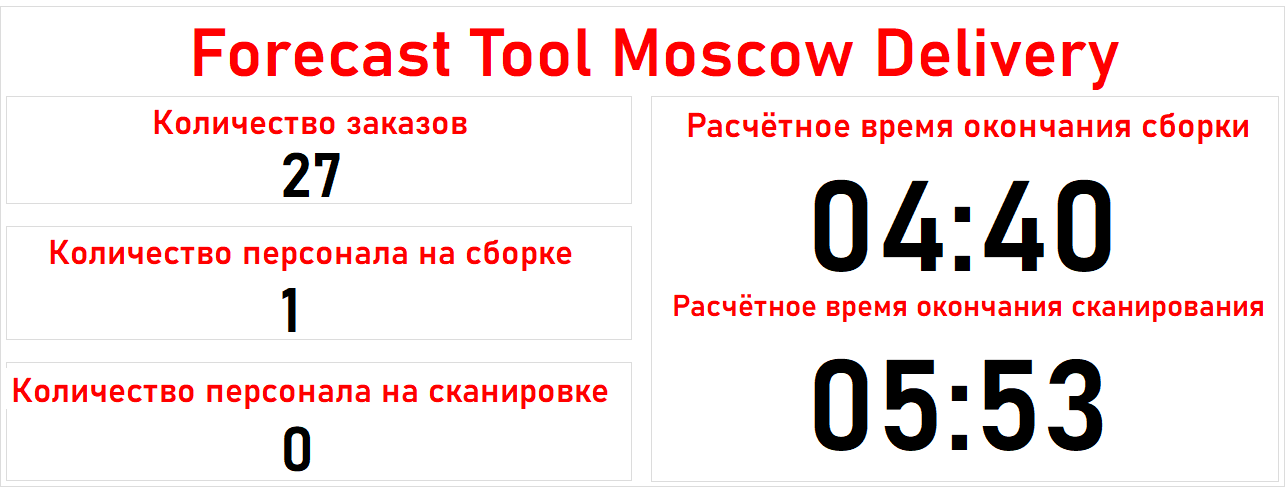 Forecast Tool Moscow Delivery
Количество заказов
27
Количество персонала на сборке
1
Количество персонала на сканировке
0
Расчётное время окончания сборки
04:40
Расчётное время окончания сканирования
05:53